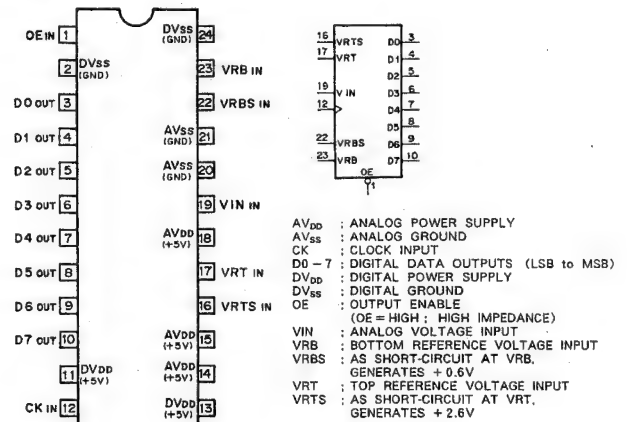 OE IN 1
DVss (GND) 24
2 DVss (GND)
23 VRB IN
D0 OUT 3
22 VRBS IN
D1 OUT 4
AVss (GND) 21
D2 OUT 5
AVss (GND) 20
D3 OUT 6
19 VIN IN
D4 OUT 7
AVDD (+5V) 18
D5 OUT 8
17 VRT IN
D6 OUT 9
16 VRTS IN
D7 OUT 10
AVDD (+5V) 15
11 DVDD (+5V)
AVDD (+5V) 14
CK IN 12
DVDD (+5V) 13
16 VRTS D0 3
17 VRT D1 4
D2 5
19 V IN D3 6
12 D4 7
D5 8
22 VRBS D6 9
23 VRB D7 10
OE
1
AVDD : ANALOG POWER SUPPLY
AVss : ANALOG GROUND
CK : CLOCK INPUT
D0 – 7 : DIGITAL DATA OUTPUTS (LSB to MSB)
DVDD : DIGITAL POWER SUPPLY
DVss : DIGITAL GROUND
OE : OUTPUT ENABLE
(OE = HIGH ; HIGH IMPEDANCE)
VIN : ANALOG VOLTAGE INPUT
VRB : BOTTOM REFERENCE VOLTAGE INPUT
VRBS : AS SHORT-CIRCUIT AT VRB,
GENERATES + 0.6V
VRT : TOP REFERENCE VOLTAGE INPUT
VRTS : AS SHORT-CIRCUIT AT VRT,
GENERATES + 2.6V